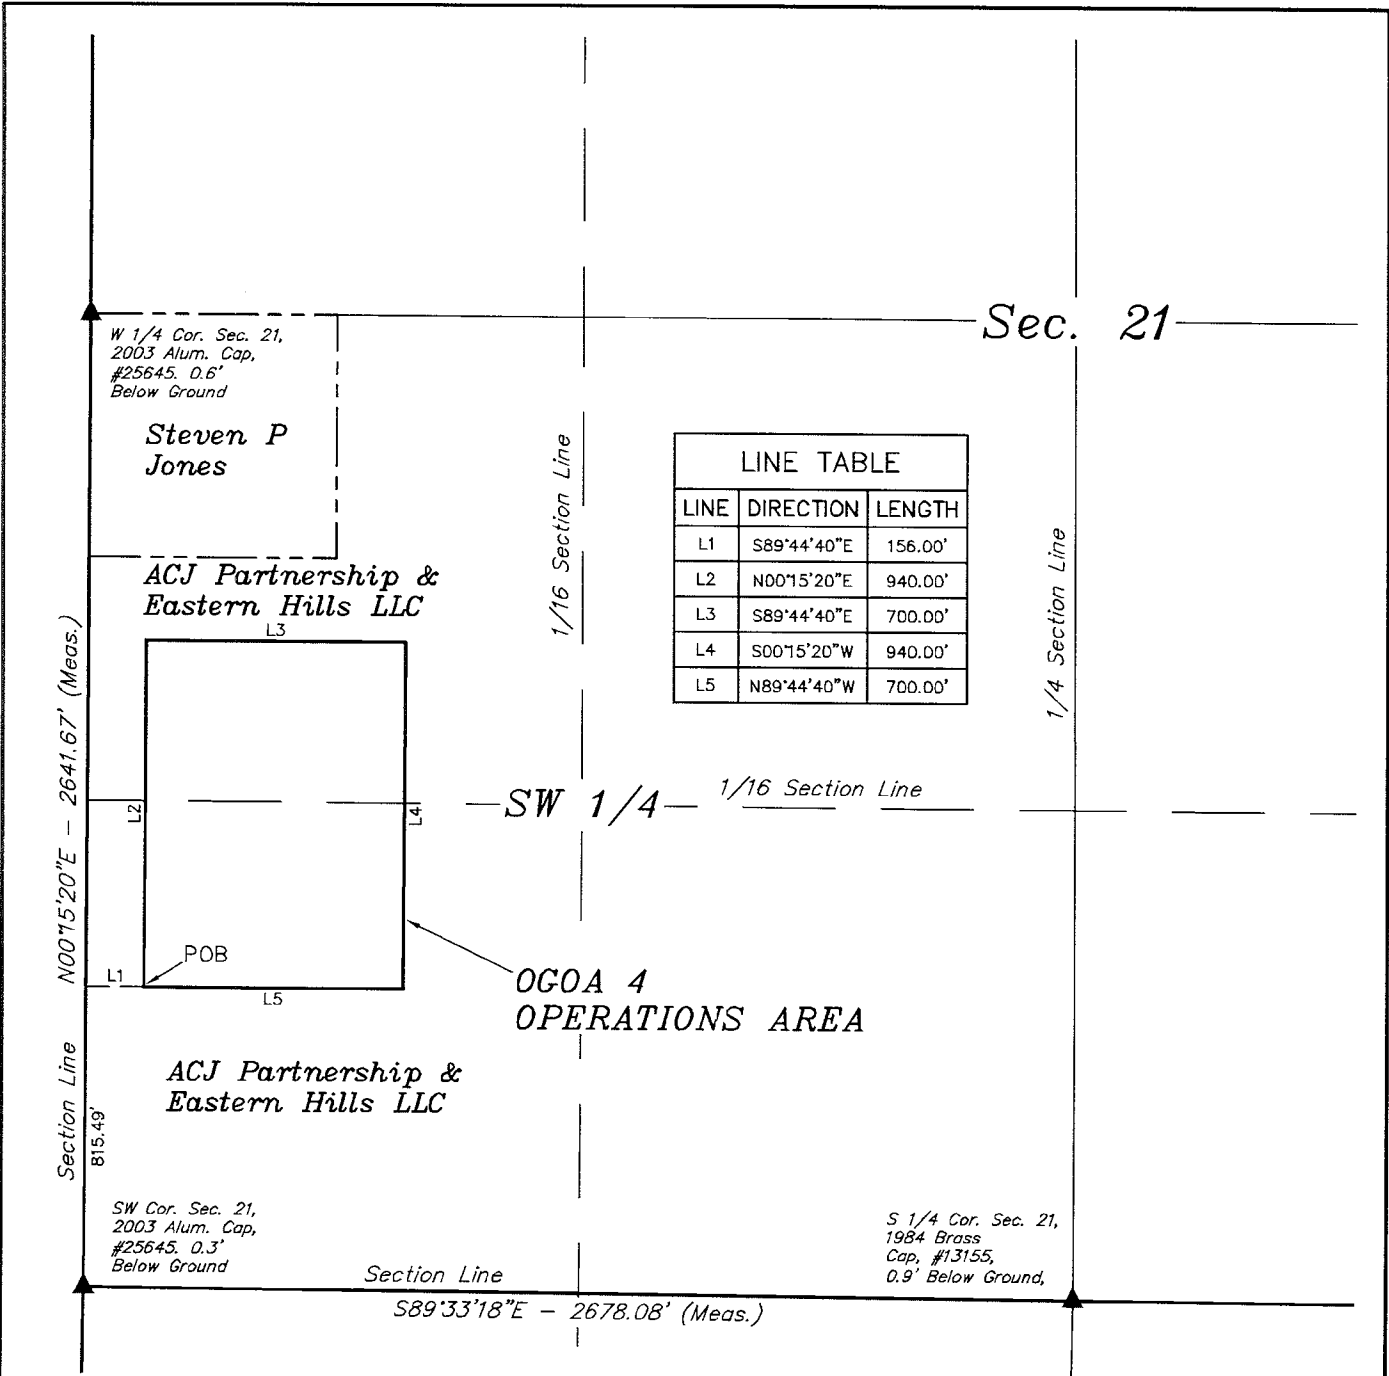 Sec. 21
W 1/4 Cor. Sec. 21,
2003 Alum. Cap,
#25645. 0.6'
Below Ground
Steven P
Jones
1/16 Section Line
LINE TABLE
LINE DIRECTION LENGTH
L1 S89°44'40"E 156.00'
L2 N00°15'20"E 940.00'
L3 S89°44'40"E 700.00'
L4 S00°15'20"W 940.00'
L5 N89°44'40"W 700.00'
1/4 Section Line
ACJ Partnership &
Eastern Hills LLC
L3
N00°15'20"E - 2641.67' (Meas.)
L2
L4
SW 1/4
1/16 Section Line
POB
L1
L5
OGOA 4
OPERATIONS AREA
ACJ Partnership &
Eastern Hills LLC
Section Line
815.49'
SW Cor. Sec. 21,
2003 Alum. Cap,
#25645. 0.3'
Below Ground
S 1/4 Cor. Sec. 21,
1984 Brass
Cap, #13155,
0.9' Below Ground,
Section Line
S89°33'18"E - 2678.08' (Meas.)